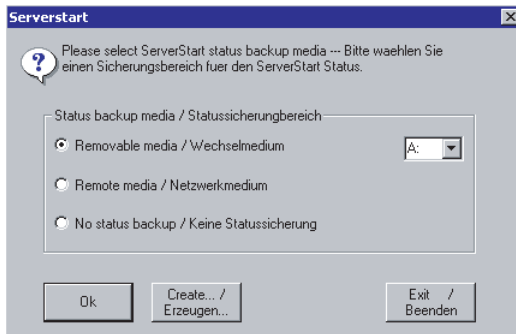 Serverstart
Please select ServerStart status backup media --- Bitte waehlen Sie
einen Sicherungsbereich fuer den ServerStart Status.
Status backup media / Statussicherungbereich
Removable media / Wechselmedium
A:
Remote media / Netzwerkmedium
No status backup / Keine Statussicherung
Ok
Create... /
Erzeugen...
Exit /
Beenden